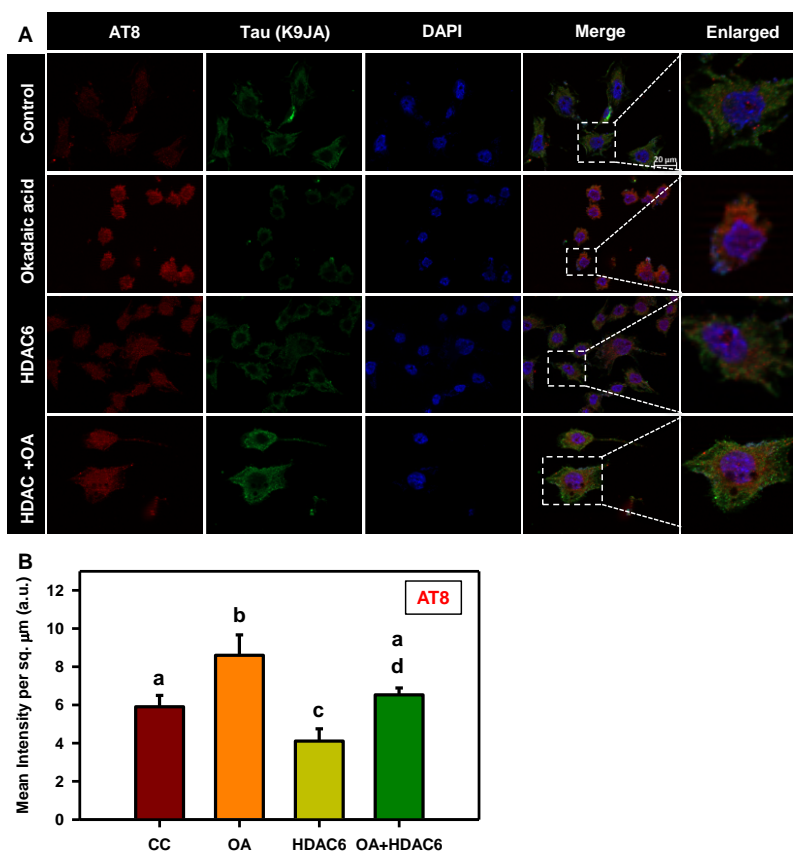 A
AT8 Tau (K9JA) DAPI Merge Enlarged
Control
20 µm
Okadaic acid
HDAC6
HDAC +OA
B
Mean Intensity per sq. µm (a.u.)
12
10
8
6
4
2
0
AT8
a
b
c
a
d
CC OA HDAC6 OA+HDAC6